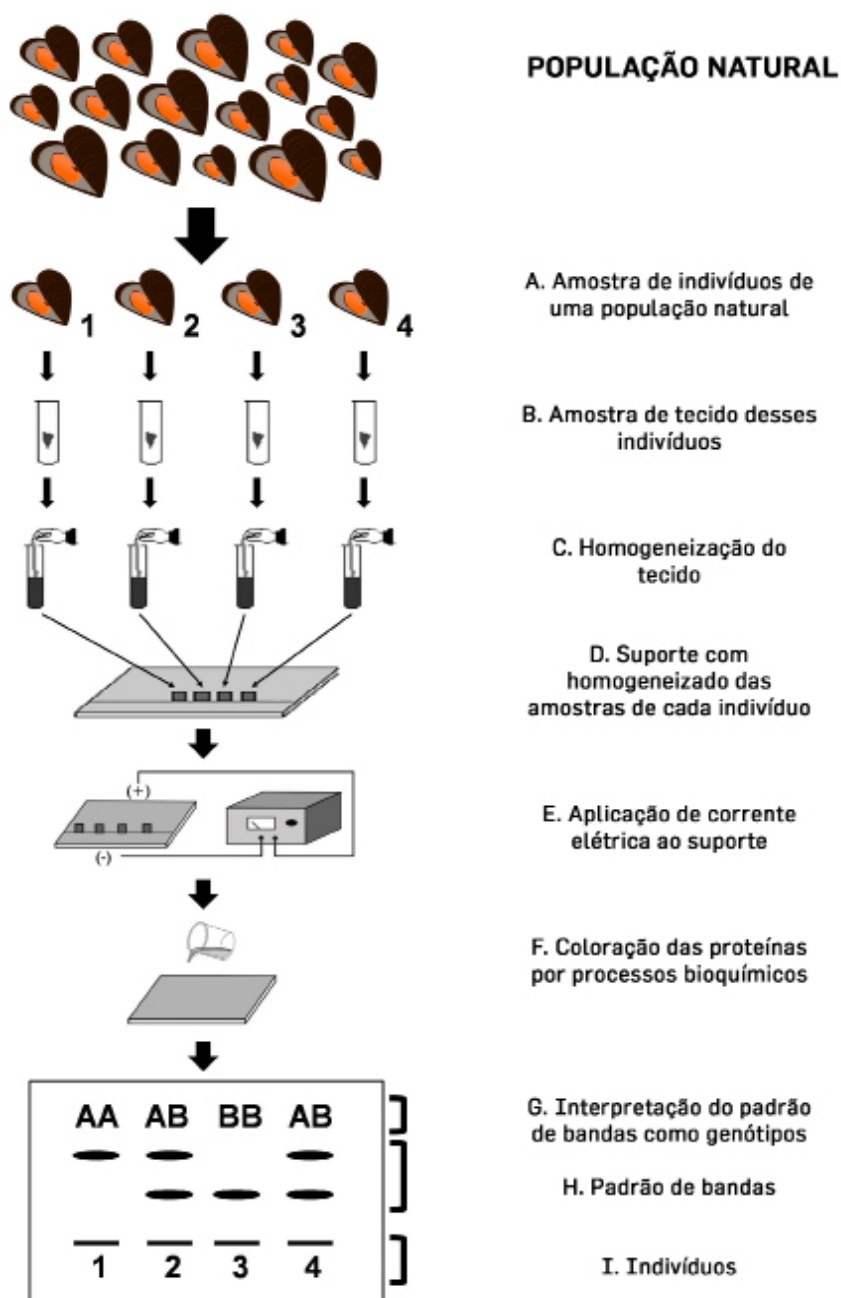 POPULAÇÃO NATURAL
1 2 3 4
A. Amostra de indivíduos de
uma população natural
B. Amostra de tecido desses
indivíduos
C. Homogeneização do
tecido
D. Suporte com
homogeneizado das
amostras de cada indivíduo
(+)
(-)
E. Aplicação de corrente
elétrica ao suporte
F. Coloração das proteínas
por processos bioquímicos
AA AB BB AB
G. Interpretação do padrão
de bandas como genótipos
H. Padrão de bandas
1 2 3 4
I. Indivíduos